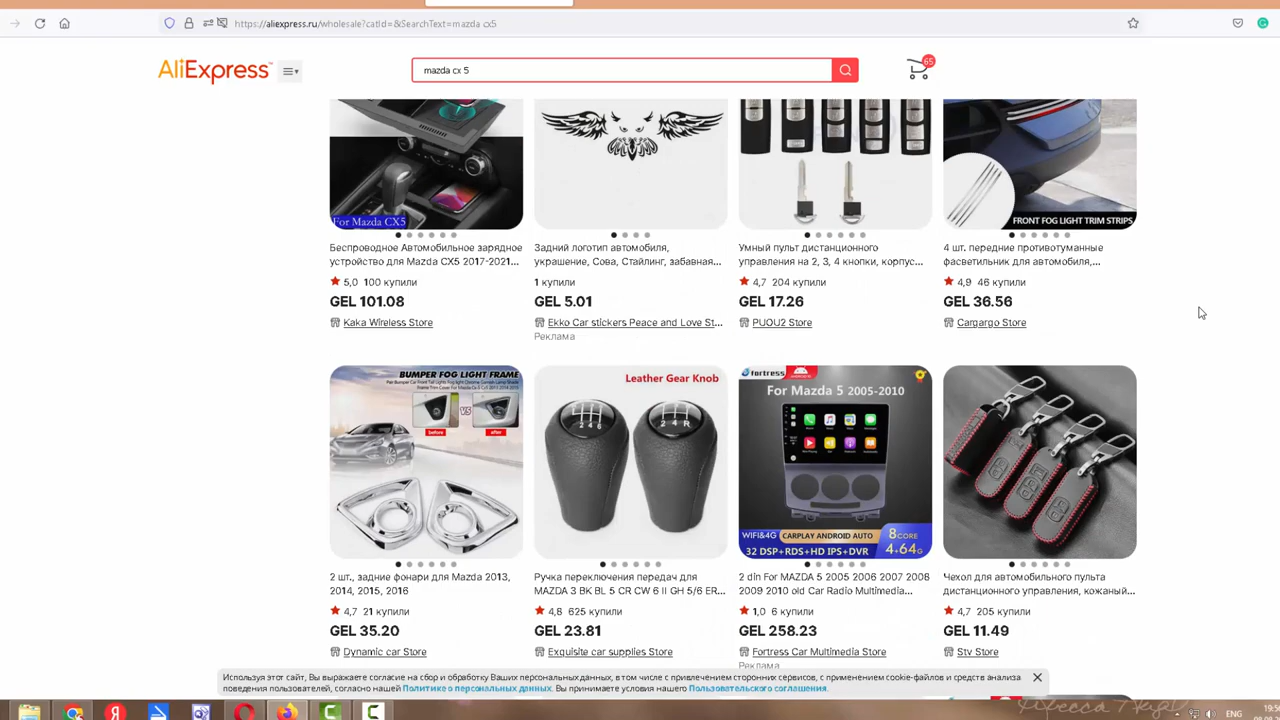 https://aliexpress.ru/wholesale?catId=&SearchText=mazda cx5
AliExpress
mazda cx 5
65
For Mazda CX5
FRONT FOG LIGHT TRIM STRIPS
Беспроводное Автомобильное зарядное
устройство для Mazda CX5 2017-2021...
5,0 100 купили
GEL 101.08
Kaka Wireless Store
Задний логотип автомобиля,
украшение, Сова, Стайлинг, забавная...
1 купили
GEL 5.01
Ekko Car stickers Peace and Love St...
Реклама
Умный пульт дистанционного
управления на 2, 3, 4 кнопки, корпус...
4,7 204 купили
GEL 17.26
PUQU2 Store
4 шт. передние противотуманные
фасветильник для автомобиля,...
4,9 46 купили
GEL 36.56
Cargargo Store
BUMPER FOG LIGHT FRAME
before
VS
after
Leather Gear Knob
fortress
For Mazda 5 2005-2010
WIFI&4G
CARPLAY ANDROID AUTO
8CORE
32 DSP+RDS+HD IPS+DVR
4+64G
2 шт., задние фонари для Mazda 2013,
2014, 2015, 2016
4,7 21 купили
GEL 35.20
Dynamic car Store
Ручка переключения передач для
MAZDA 3 BK BL 5 CR CW 6 II GH 5/6 ER...
4,8 625 купили
GEL 23.81
Exquisite car supplies Store
2 din For MAZDA 5 2005 2006 2007 2008
2009 2010 old Car Radio Multimedia...
1,0 6 купили
GEL 258.23
Fortress Car Multimedia Store
Реклама
Чехол для автомобильного пульта
дистанционного управления, кожаный...
4,7 205 купили
GEL 11.49
Stv Store
Используя этот сайт, Вы выражаете согласие на сбор и обработку Ваших персональных данных, в том числе с привлечением сторонних сервисов, с применением cookie-файлов и средств анализа
поведения пользователей, согласно нашей Политике о персональных данных. Вы принимаете условия нашего Пользовательского соглашения.
ENG